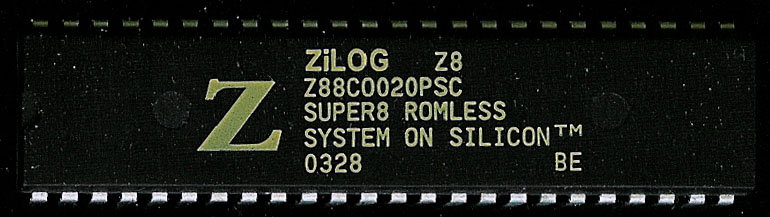 ZiLOG Z8
Z88C0020PSC
SUPER8 ROMLESS
Z
SYSTEM ON SILICON™
0328 BE